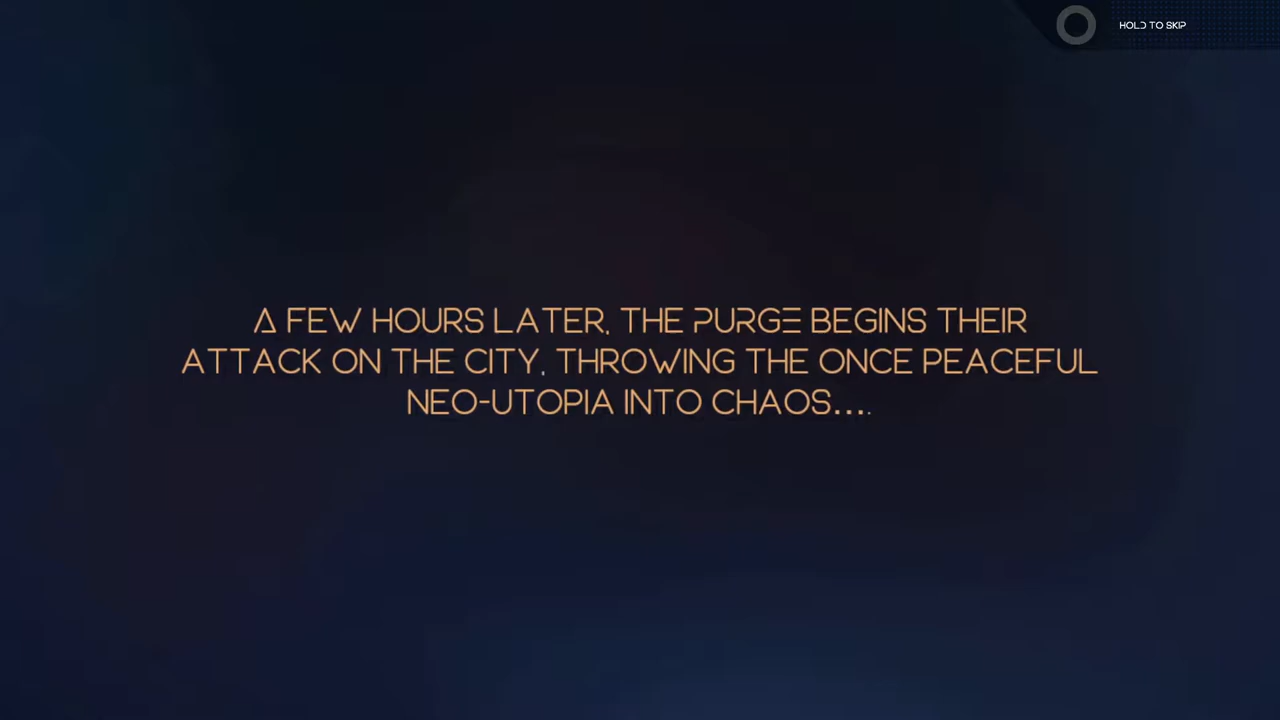 HOLD TO SKIP
A FEW HOURS LATER, THE PURGE BEGINS THEIR
ATTACK ON THE CITY, THROWING THE ONCE PEACEFUL
NEO-UTOPIA INTO CHAOS....